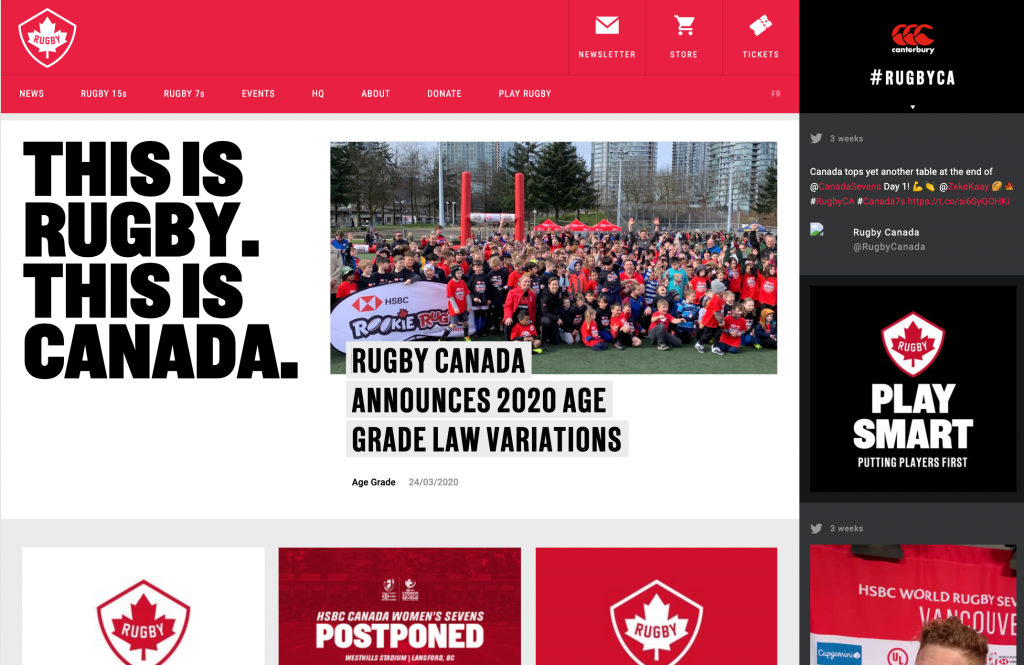 RUGBY
NEWSLETTER
STORE
TICKETS
NEWS
RUGBY 15s
RUGBY 7s
EVENTS
HQ
ABOUT
DONATE
PLAY RUGBY
FR
THIS IS
RUGBY.
THIS IS
CANADA.
HSBC
ROOKIE RUG
RUGBY CANADA
ANNOUNCES 2020 AGE
GRADE LAW VARIATIONS
Age Grade 24/03/2020
RUGBY
HSBC CANADA WOMEN'S SEVENS
POSTPONED
WESTHILLS STADIUM | LANGFORD, BC
RUGBY
canterbury
#RUGBYCA
3 weeks
Canada tops yet another table at the end of
@CanadaSevens Day 1! 💪 👏 @ZekeKaay 🏉 🍁
#RugbyCA #Canada7s https://t.co/si6SyQOHKI
Rugby Canada
@RugbyCanada
RUGBY
PLAY
SMART
PUTTING PLAYERS FIRST
3 weeks
HSBC WORLD RUGBY SEV
VANCOUVE
Capgemini
UL